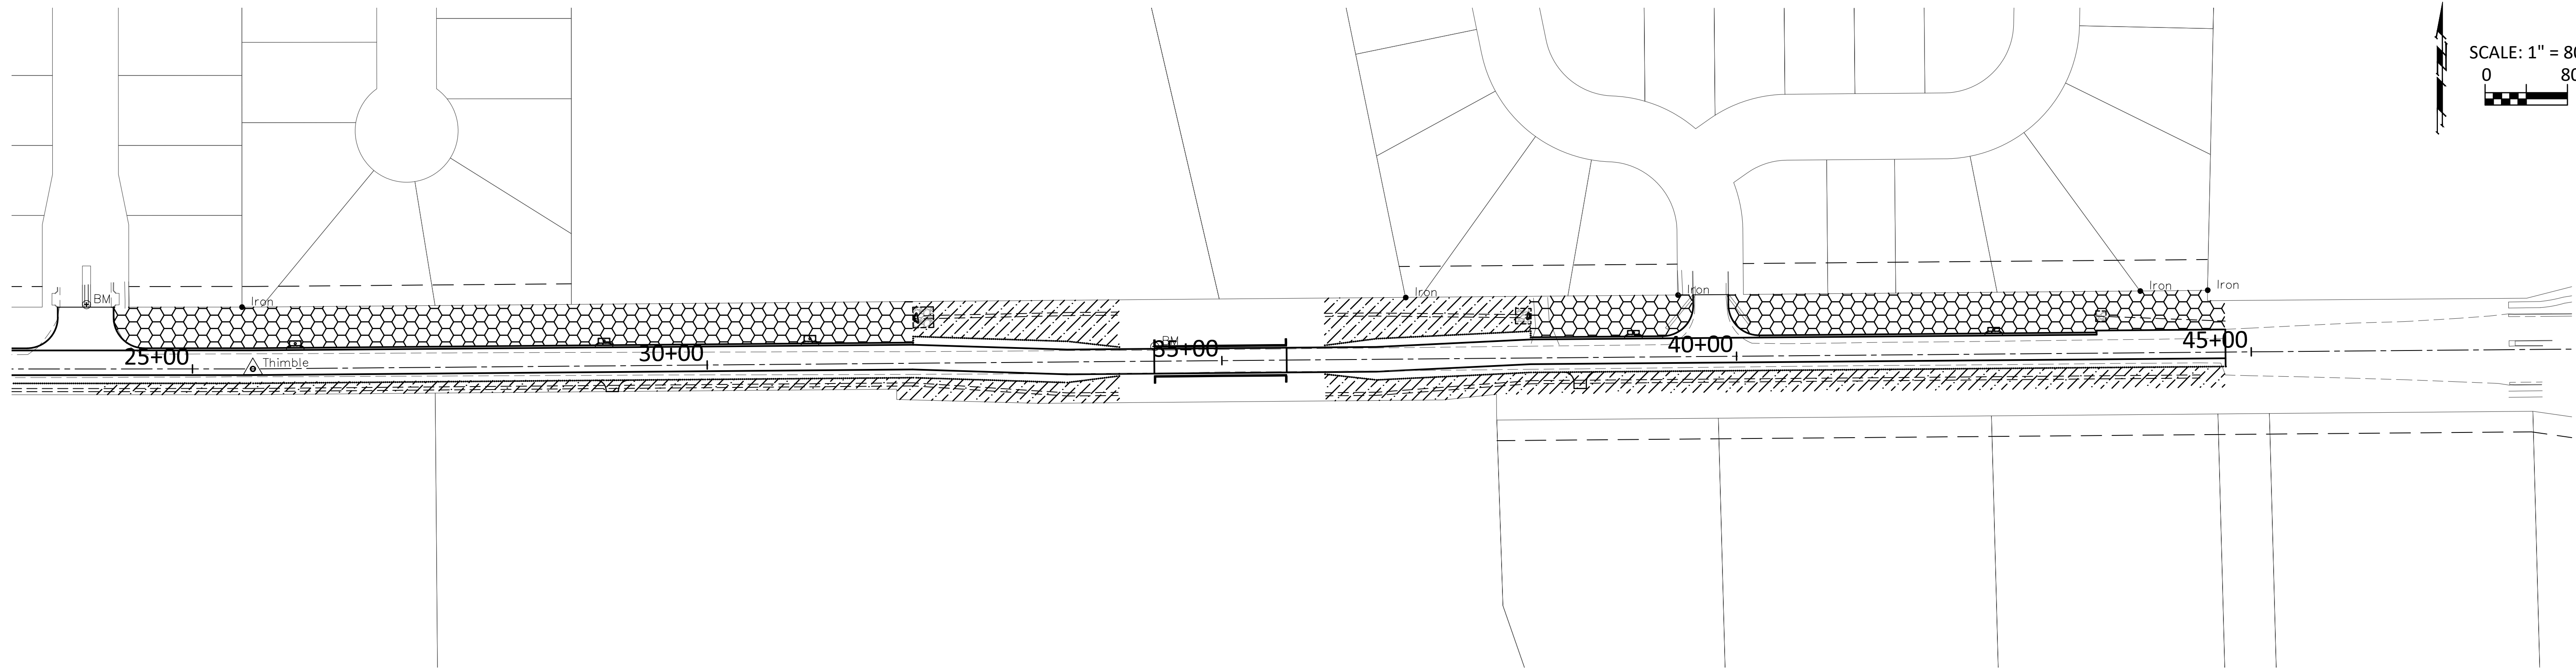 SCALE: 1" = 80
0 80
BM
Iron
Iron
Iron
Iron
Iron
BM
25+00
30+00
35+00
40+00
45+00
Thimble